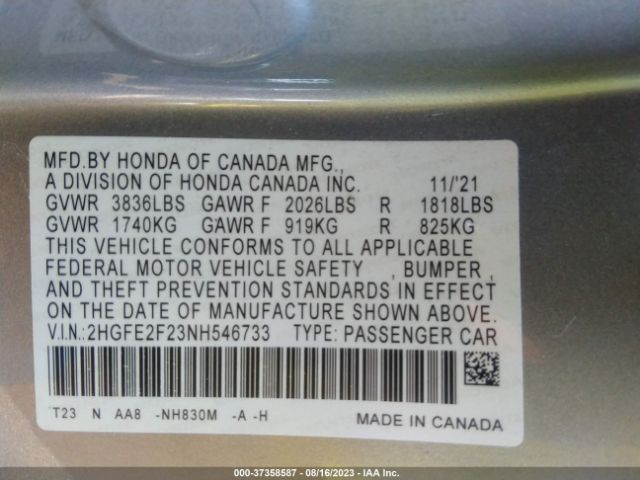 MFD.BY HONDA OF CANADA MFG.,
A DIVISION OF HONDA CANADA INC. 11/'21
GVWR 3836LBS GAWR F 2026LBS R 1818LBS
GVWR 1740KG GAWR F 919KG R 825KG
THIS VEHICLE CONFORMS TO ALL APPLICABLE
FEDERAL MOTOR VEHICLE SAFETY , BUMPER ,
AND THEFT PREVENTION STANDARDS IN EFFECT
ON THE DATE OF MANUFACTURE SHOWN ABOVE.
V.I.N.:2HGFE2F23NH546733 TYPE: PASSENGER CAR
T23 N AA8 -NH830M -A -H
MADE IN CANADA
000-37358587 - 08/16/2023 - IAA Inc.